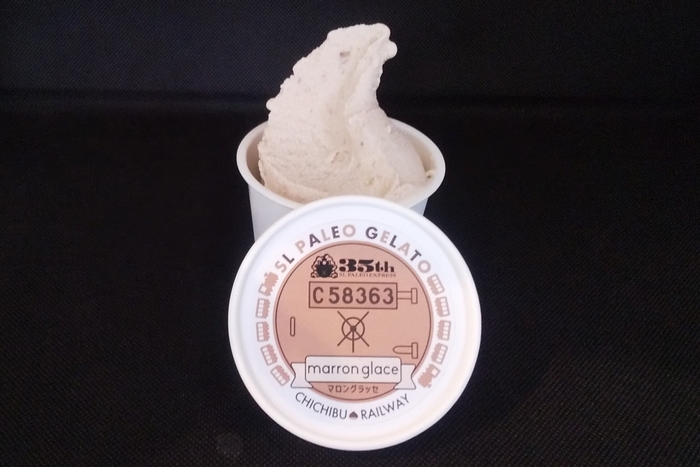 SL PALEO GELATO
35th
SL PALEO EXPRESS
C58363
marron glace
マロングラッセ
CHICHIBU RAILWAY